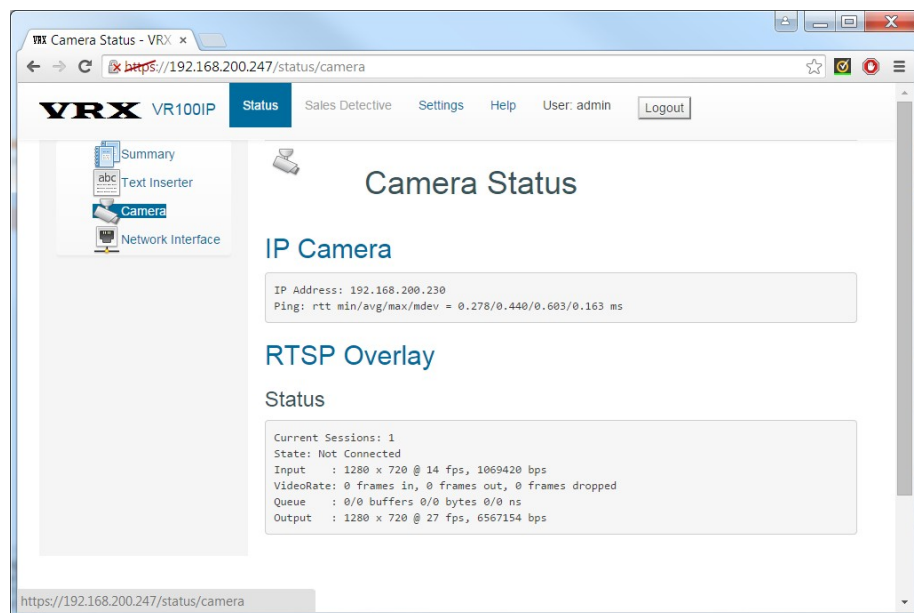 VRX Camera Status - VRX ×
https://192.168.200.247/status/camera
VRX VR100IP Status Sales Detective Settings Help User: admin Logout
Summary
abc Text Inserter
Camera
Network Interface
Camera Status
IP Camera
IP Address: 192.168.200.230
Ping: rtt min/avg/max/mdev = 0.278/0.440/0.603/0.163 ms
RTSP Overlay
Status
Current Sessions: 1
State: Not Connected
Input : 1280 x 720 @ 14 fps, 1069420 bps
VideoRate: 0 frames in, 0 frames out, 0 frames dropped
Queue : 0/0 buffers 0/0 bytes 0/0 ns
Output : 1280 x 720 @ 27 fps, 6567154 bps
https://192.168.200.247/status/camera